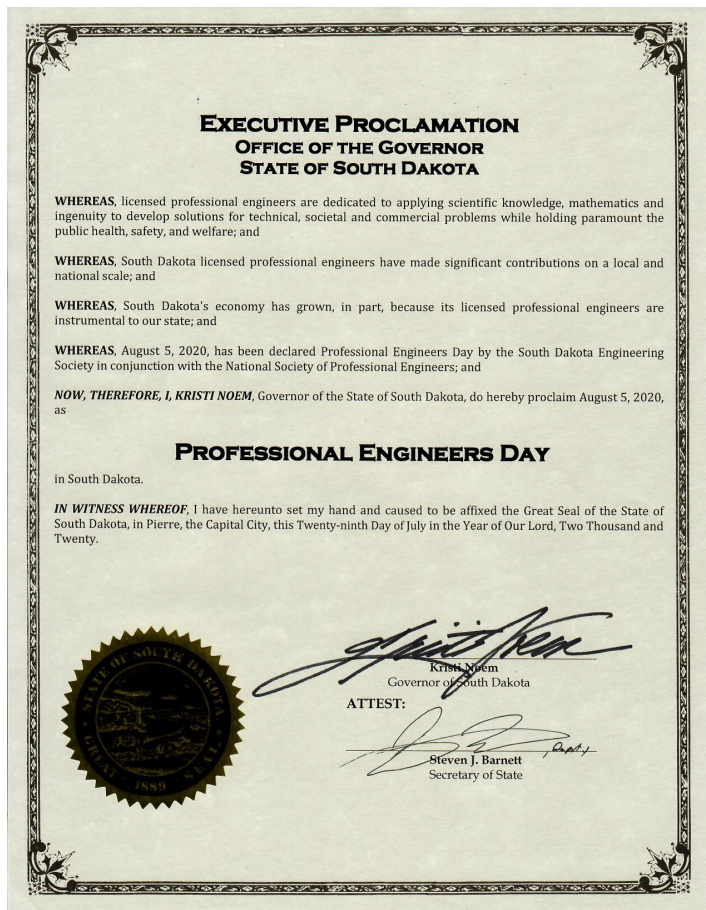 EXECUTIVE PROCLAMATION
OFFICE OF THE GOVERNOR
STATE OF SOUTH DAKOTA
WHEREAS, licensed professional engineers are dedicated to applying scientific knowledge, mathematics and
ingenuity to develop solutions for technical, societal and commercial problems while holding paramount the
public health, safety, and welfare; and
WHEREAS, South Dakota licensed professional engineers have made significant contributions on a local and
national scale; and
WHEREAS, South Dakota's economy has grown, in part, because its licensed professional engineers are
instrumental to our state; and
WHEREAS, August 5, 2020, has been declared Professional Engineers Day by the South Dakota Engineering
Society in conjunction with the National Society of Professional Engineers; and
NOW, THEREFORE, I, KRISTI NOEM, Governor of the State of South Dakota, do hereby proclaim August 5, 2020,
as
PROFESSIONAL ENGINEERS DAY
in South Dakota.
IN WITNESS WHEREOF, I have hereunto set my hand and caused to be affixed the Great Seal of the State of
South Dakota, in Pierre, the Capital City, this Twenty-ninth Day of July in the Year of Our Lord, Two Thousand and
Twenty.
Kristi Noem
Kristi Noem
Governor of South Dakota
ATTEST:
Steven J. Barnett
Secretary of State
STATE OF SOUTH DAKOTA
GREAT SEAL
1889